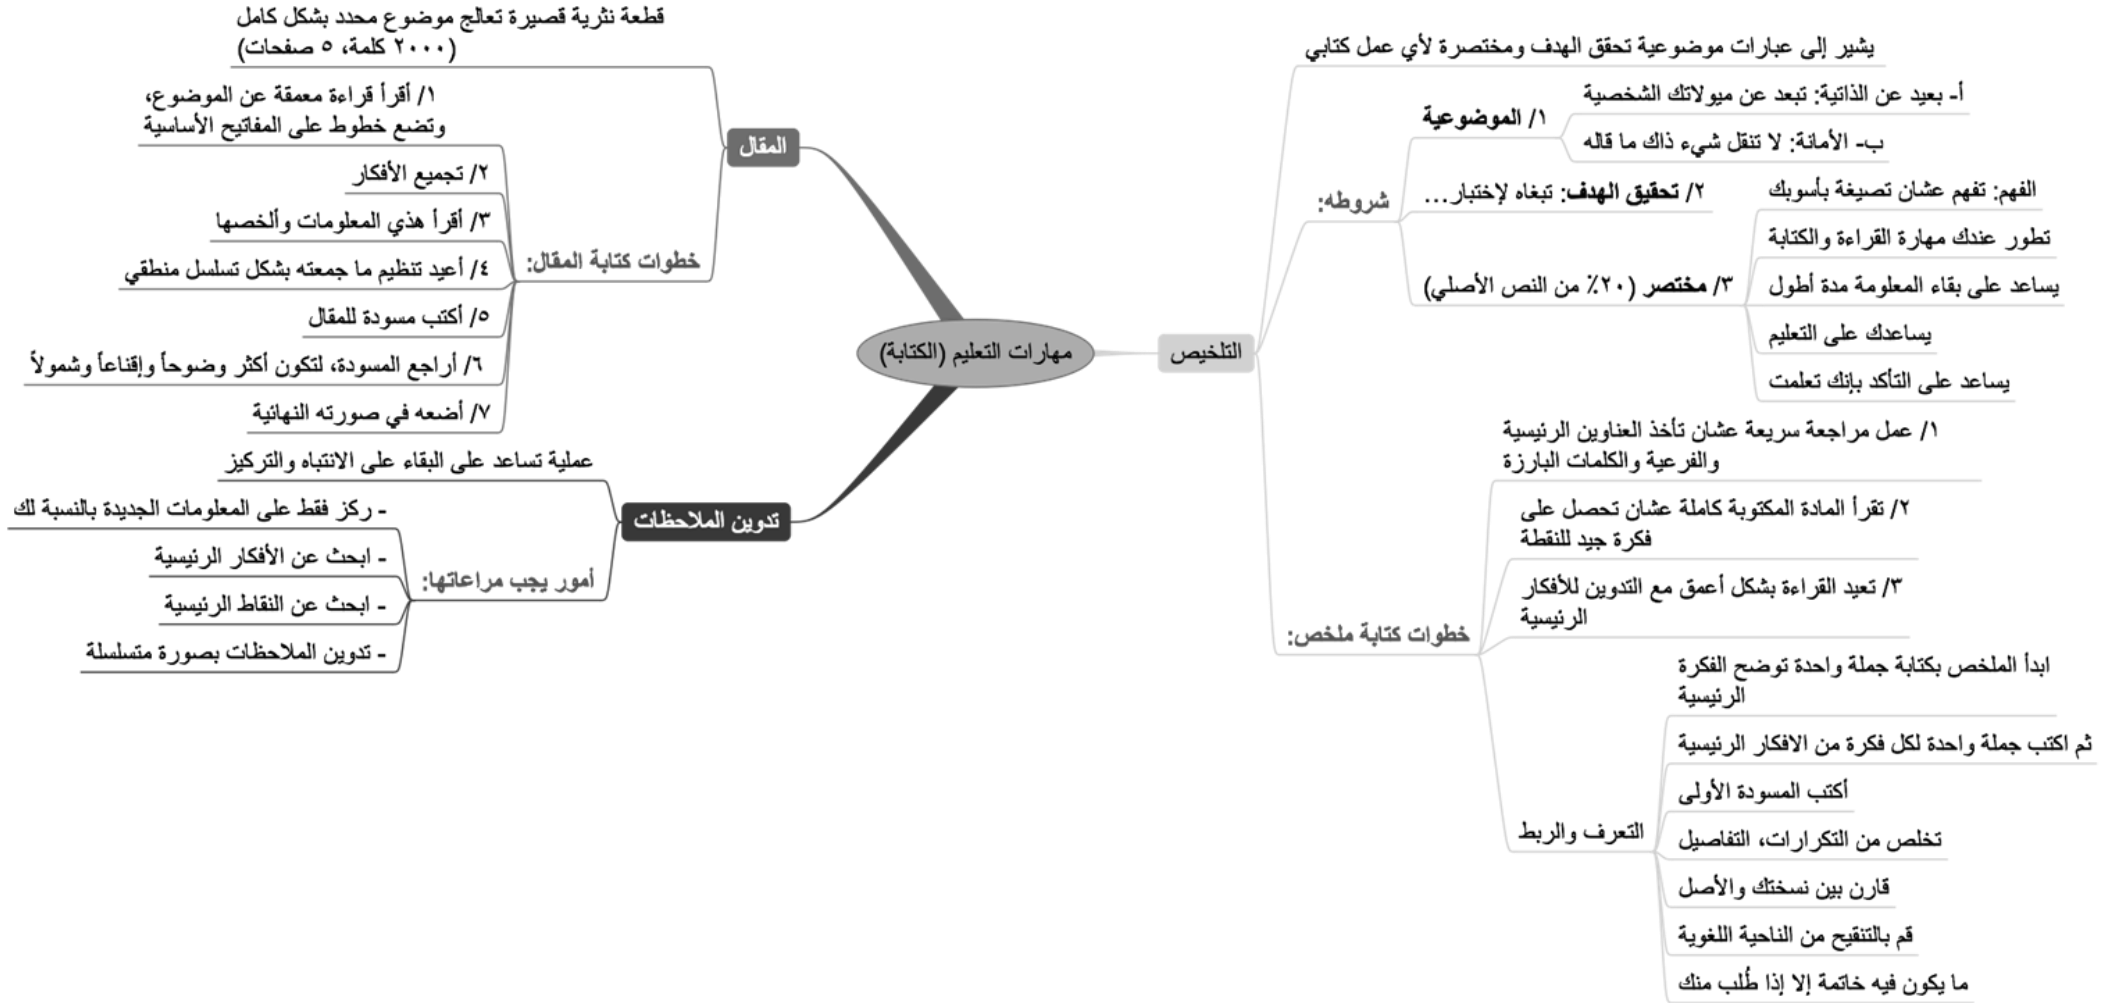 مهارات التعليم (الكتابة)
التلخيص
يشير إلى عبارات موضوعية تحقق الهدف ومختصرة لأي عمل كتابي
شروطه:
١/ الموضوعية
أ- بعيد عن الذاتية: تبعد عن ميولاتك الشخصية
ب- الأمانة: لا تنقل شيء ذاك ما قاله
٢/ تحقيق الهدف: تبغاه لإختبار...
٣/ مختصر (٢٠٪ من النص الأصلي)
الفهم: تفهم عشان تصيغة بأسوبك
تطور عندك مهارة القراءة والكتابة
يساعد على بقاء المعلومة مدة أطول
يساعدك على التعليم
يساعد على التأكد بإنك تعلمت
خطوات كتابة ملخص:
١/ عمل مراجعة سريعة عشان تأخذ العناوين الرئيسية
والفرعية والكلمات البارزة
٢/ تقرأ المادة المكتوبة كاملة عشان تحصل على
فكرة جيد للنقطة
٣/ تعيد القراءة بشكل أعمق مع التدوين للأفكار
الرئيسية
التعرف والربط
ابدأ الملخص بكتابة جملة واحدة توضح الفكرة
الرئيسية
ثم اكتب جملة واحدة لكل فكرة من الافكار الرئيسية
أكتب المسودة الأولى
تخلص من التكرارات، التفاصيل
قارن بين نسختك والأصل
قم بالتنقيح من الناحية اللغوية
ما يكون فيه خاتمة إلا إذا طُلب منك
المقال
قطعة نثرية قصيرة تعالج موضوع محدد بشكل كامل
(٢٠٠٠ كلمة، ٥ صفحات)
خطوات كتابة المقال:
١/ أقرأ قراءة معمقة عن الموضوع،
وتضع خطوط على المفاتيح الأساسية
٢/ تجميع الأفكار
٣/ أقرأ هذي المعلومات وألخصها
٤/ أعيد تنظيم ما جمعته بشكل تسلسل منطقي
٥/ أكتب مسودة للمقال
٦/ أراجع المسودة، لتكون أكثر وضوحاً وإقناعاً وشمولاً
٧/ أضعه في صورته النهائية
تدوين الملاحظات
عملية تساعد على البقاء على الانتباه والتركيز
أمور يجب مراعاتها:
- ركز فقط على المعلومات الجديدة بالنسبة لك
- ابحث عن الأفكار الرئيسية
- ابحث عن النقاط الرئيسية
- تدوين الملاحظات بصورة متسلسلة